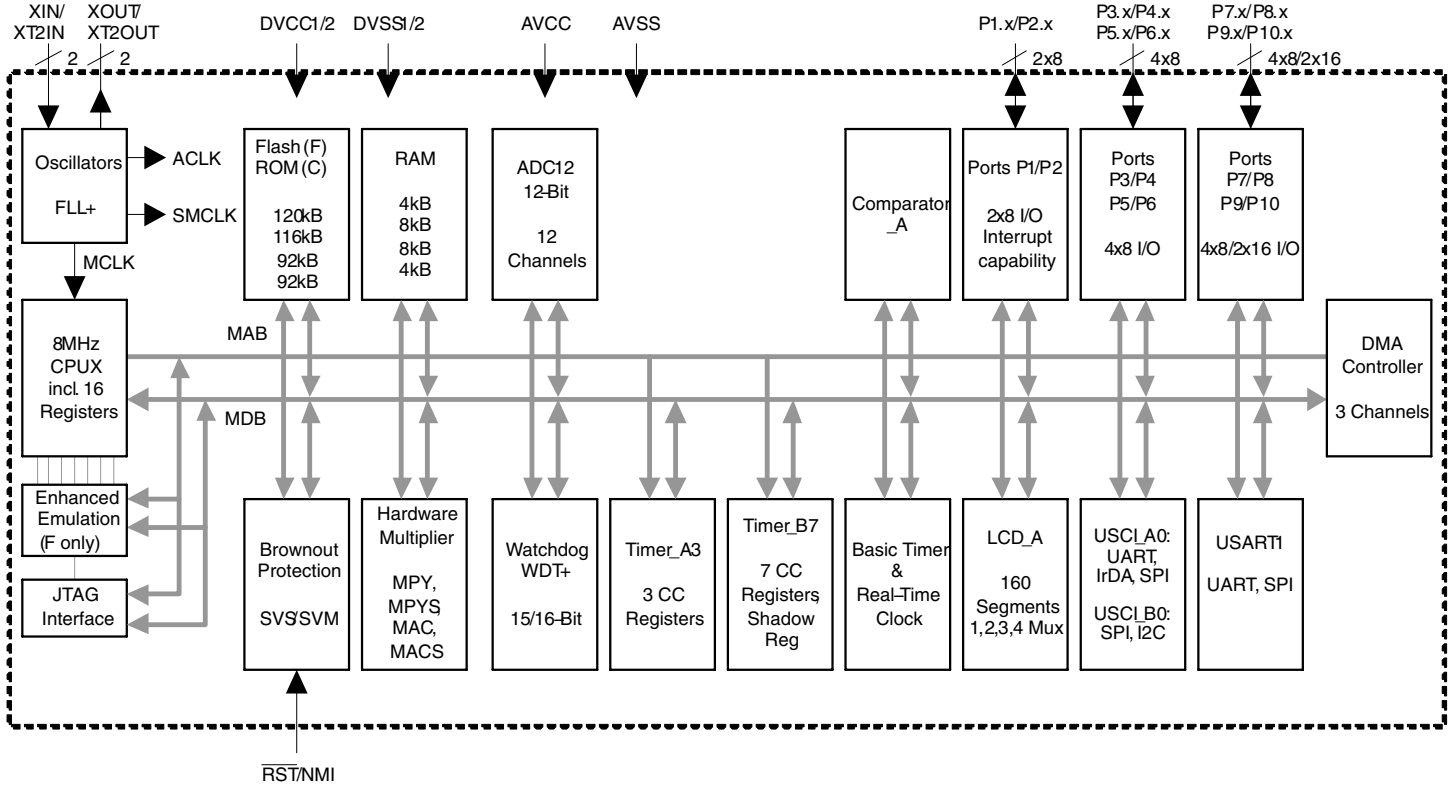 XIN/
XT2IN
XOUT/
XT2OUT
2
2
DVCC1/2
DVSS1/2
AVCC
AVSS
P1.x/P2.x
2x8
P3.x/P4.x
P5.x/P6.x
4x8
P7.x/P8.x
P9.x/P10.x
4x8/2x16
Oscillators
FLL+
ACLK
SMCLK
MCLK
Flash (F)
ROM (C)
120kB
116kB
92kB
92kB
RAM
4kB
8kB
8kB
4kB
ADC12
12-Bit
12
Channels
Comparator
_A
Ports P1/P2
2x8 I/O
Interrupt
capability
Ports
P3/P4
P5/P6
4x8 I/O
Ports
P7/P8
P9/P10
4x8/2x16 I/O
8MHz
CPUX
incl. 16
Registers
MAB
MDB
DMA
Controller
3 Channels
Enhanced
Emulation
(F only)
JTAG
Interface
Brownout
Protection
SVS/SVM
Hardware
Multiplier
MPY,
MPYS,
MAC,
MACS
Watchdog
WDT+
15/16-Bit
Timer_A3
3 CC
Registers
Timer_B7
7 CC
Registers,
Shadow
Reg
Basic Timer
&
Real-Time
Clock
LCD_A
160
Segments
1,2,3,4 Mux
USCI_A0:
UART,
IrDA, SPI
USCI_B0:
SPI, I2C
USART1
UART, SPI
RST/NMI